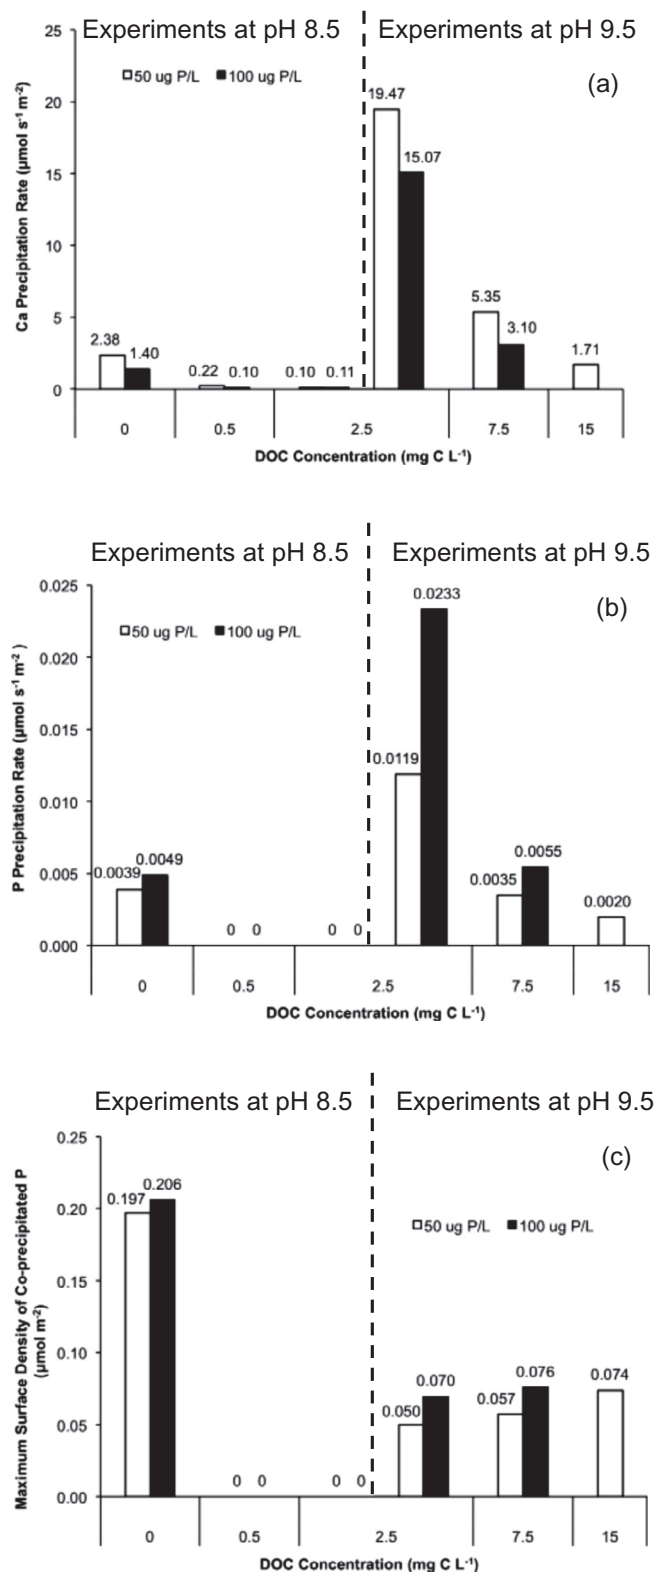 Experiments at pH 8.5 Experiments at pH 9.5
(a)
50 ug P/L 100 ug P/L
Ca Precipitation Rate (µmol s⁻¹ m⁻²)
25
20
15
10
5
0
2.38
1.40
0.22
0.10
0.10
0.11
19.47
15.07
5.35
3.10
1.71
0 0.5 2.5 7.5 15
DOC Concentration (mg C L⁻¹)
Experiments at pH 8.5 Experiments at pH 9.5
(b)
50 ug P/L 100 ug P/L
P Precipitation Rate (µmol s⁻¹ m⁻² )
0.025
0.020
0.015
0.010
0.005
0.000
0.0039
0.0049
0 0
0 0
0.0119
0.0233
0.0035
0.0055
0.0020
0 0.5 2.5 7.5 15
DOC Concentration (mg C L⁻¹)
Experiments at pH 8.5 Experiments at pH 9.5
(c)
50 ug P/L 100 ug P/L
Maximum Surface Density of Co-precipitated P
(µmol m⁻²)
0.25
0.20
0.15
0.10
0.05
0.00
0.197
0.206
0 0
0 0
0.050
0.070
0.057
0.076
0.074
0 0.5 2.5 7.5 15
DOC Concentration (mg C L⁻¹)